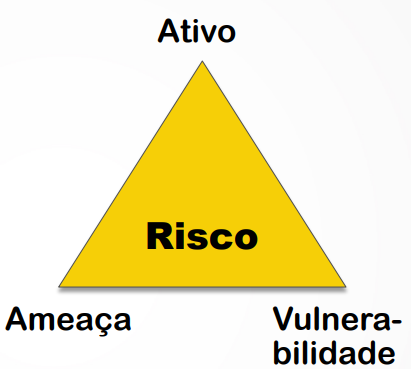 Ativo
Risco
Ameaça
Vulnera-
bilidade